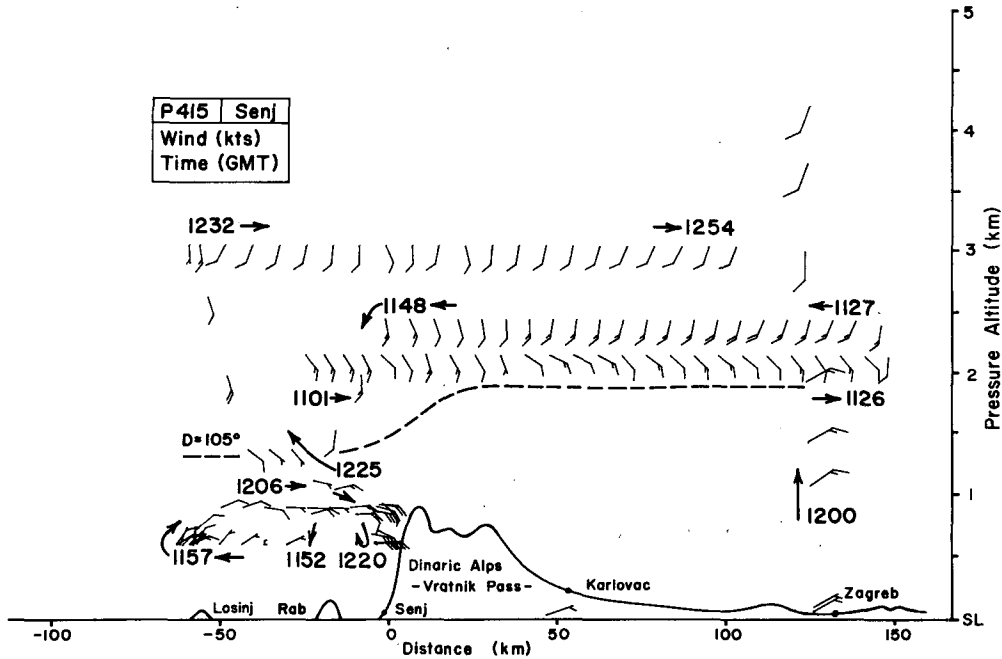 5
4
3
2
1
SL
Pressure Altitude (km)
P415 Senj
Wind (kts)
Time (GMT)
1232
1254
1148
1127
1101
1126
D=105°
1225
1206
1200
1157
1152
1220
Dinaric Alps
-Vratnik Pass-
Karlovac
Zagreb
Losinj
Rab
Senj
-100
-50
0
50
100
150
Distance (km)